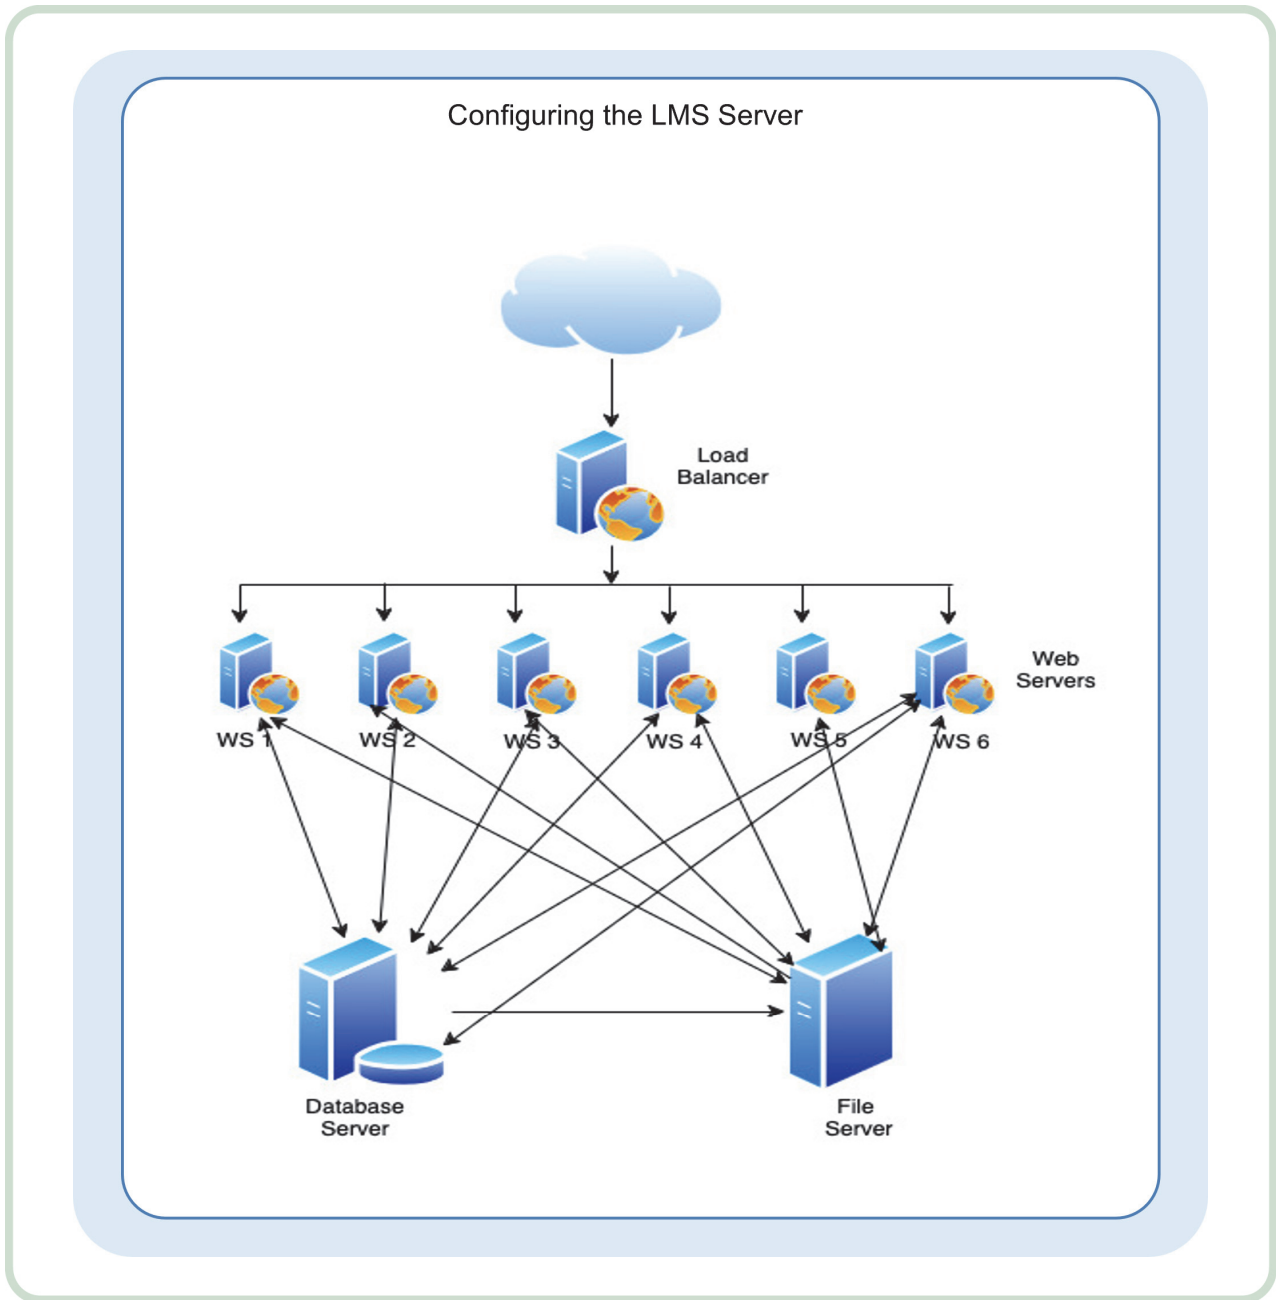 Configuring the LMS Server
Load
Balancer
Web
Servers
WS 1
WS 2
WS 3
WS 4
WS 5
WS 6
Database
Server
File
Server